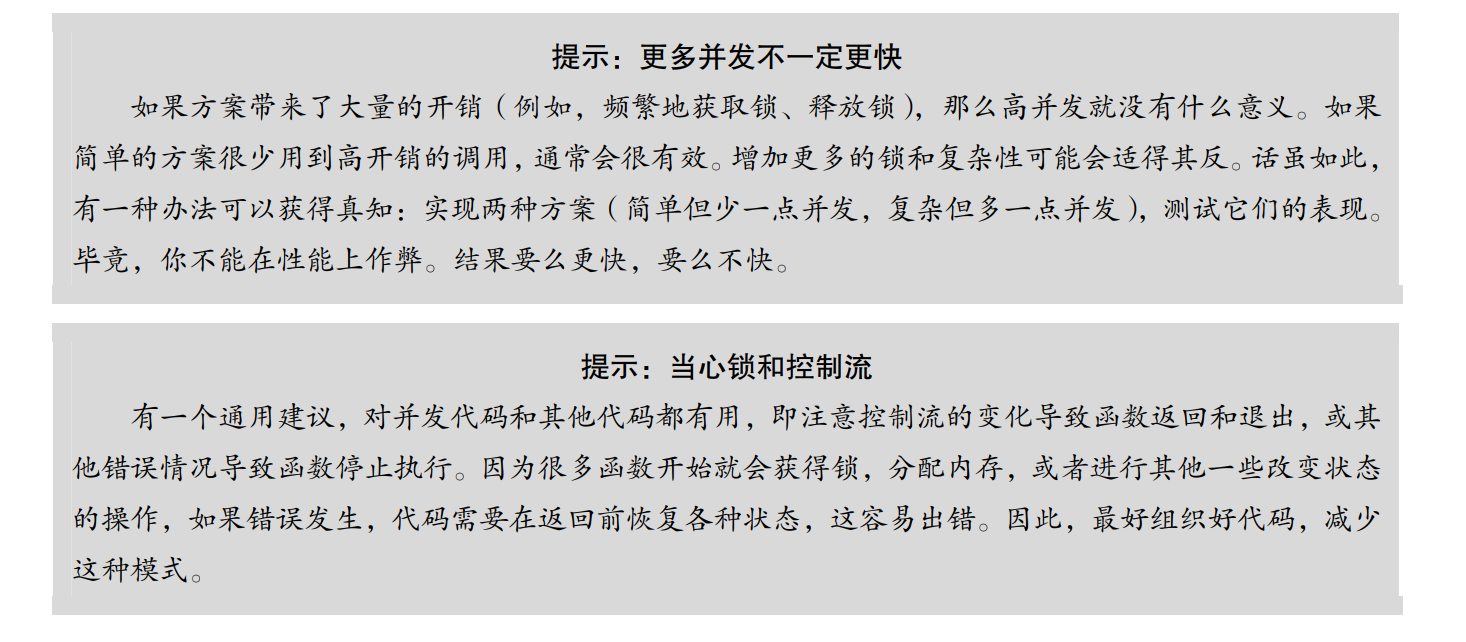 提示：更多并发不一定更快
如果方案带来了大量的开销（例如，频繁地获取锁、释放锁），那么高并发就没有什么意义。如果
简单的方案很少用到高开销的调用，通常会很有效。增加更多的锁和复杂性可能会适得其反。话虽如此，
有一种办法可以获得真知：实现两种方案（简单但少一点并发，复杂但多一点并发），测试它们的表现。
毕竟，你不能在性能上作弊。结果要么更快，要么不快。
提示：当心锁和控制流
有一个通用建议，对并发代码和其他代码都有用，即注意控制流的变化导致函数返回和退出，或其
他错误情况导致函数停止执行。因为很多函数开始就会获得锁，分配内存，或者进行其他一些改变状态
的操作，如果错误发生，代码需要在返回前恢复各种状态，这容易出错。因此，最好组织好代码，减少
这种模式。